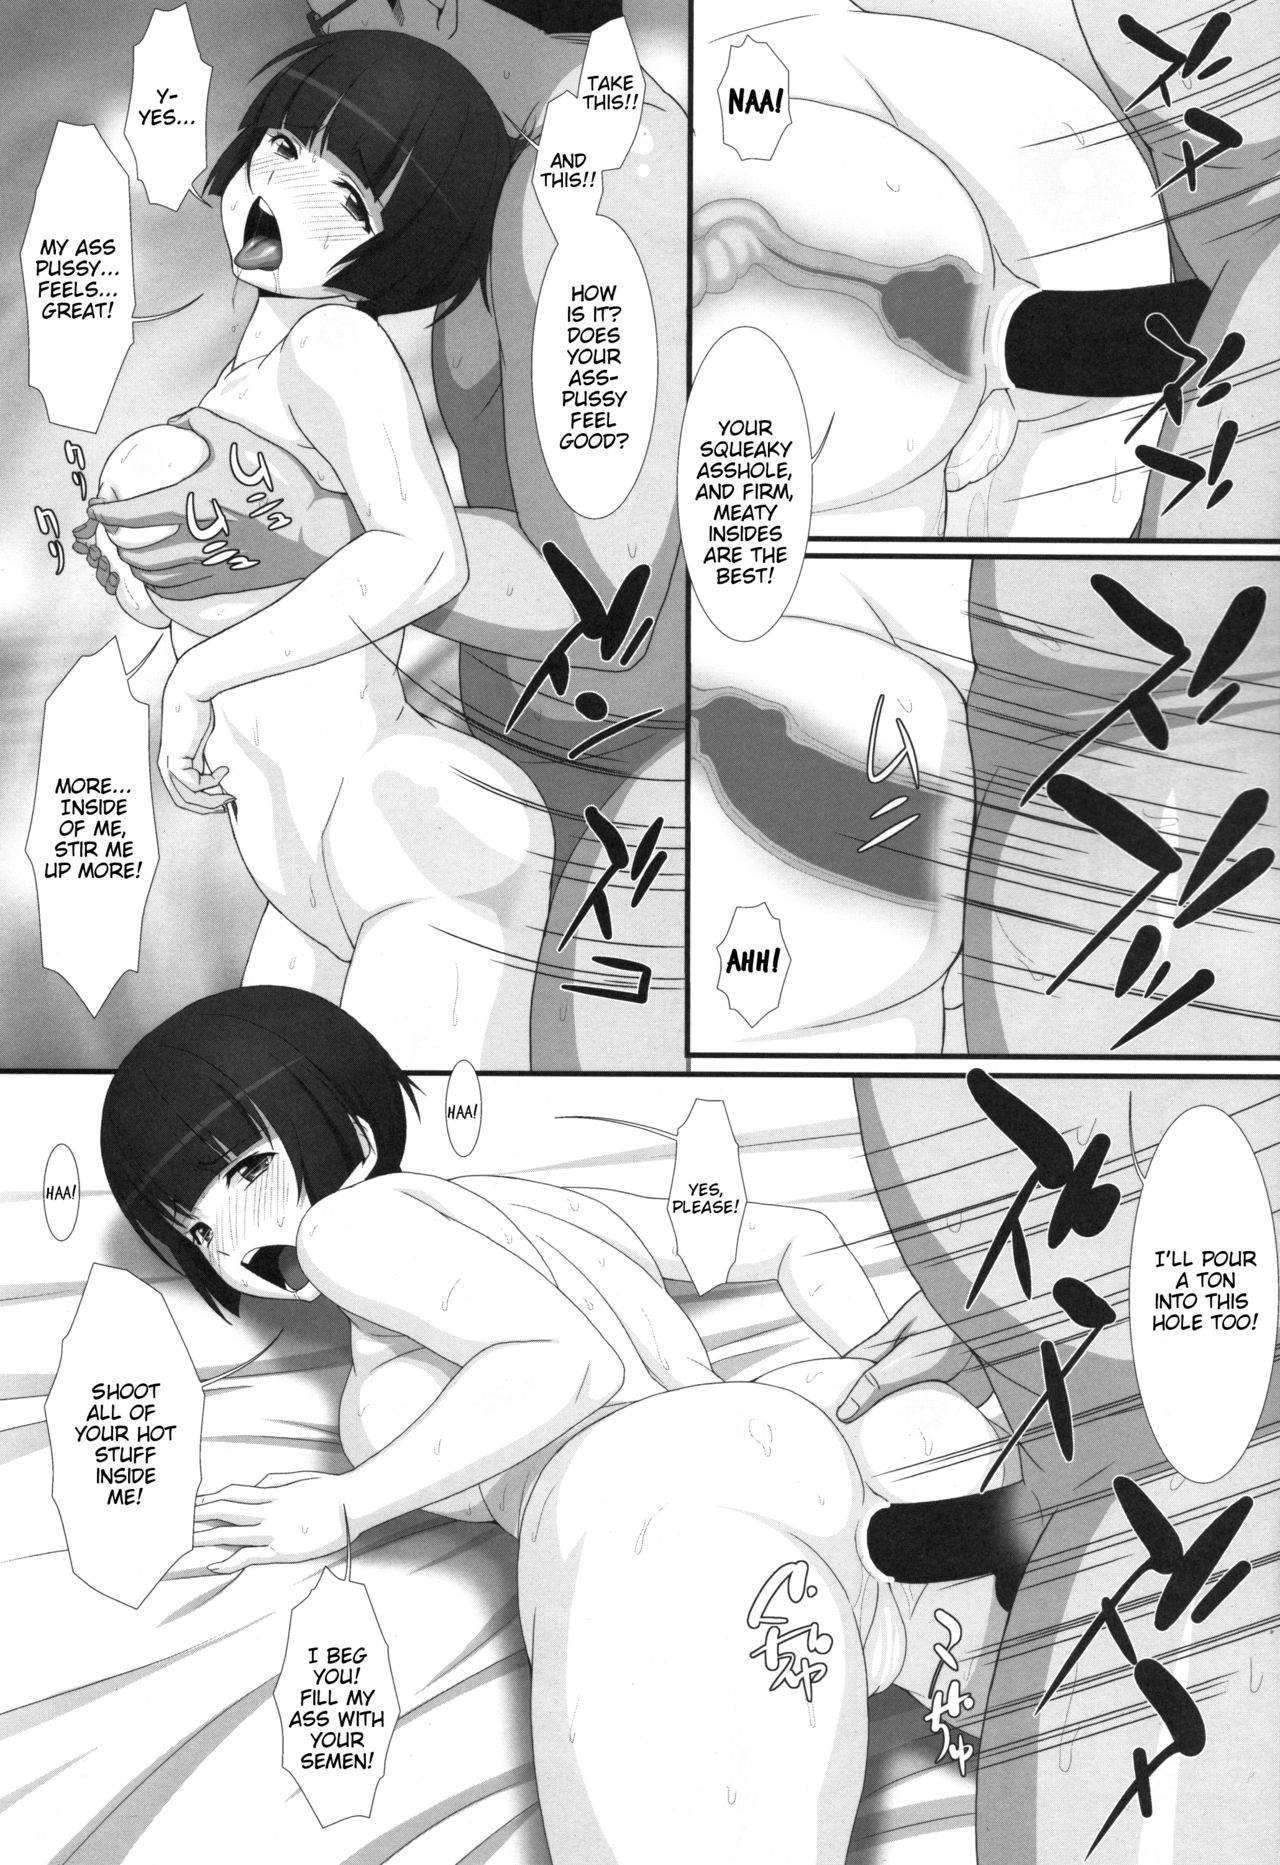 NAA!
YOUR
SQUEAKY
ASSHOLE,
AND FIRM,
MEATY
INSIDES
ARE THE
BEST!
AHH!
TAKE
THIS!!
AND
THIS!!
HOW
IS IT?
DOES
YOUR
ASS-
PUSSY
FEEL
GOOD?
Y-
YES...
MY ASS
PUSSY...
FEELS...
GREAT!
MORE...
INSIDE
OF ME,
STIR ME
UP MORE!
I'LL POUR
A TON
INTO THIS
HOLE TOO!
YES,
PLEASE!
HAA!
HAA!
SHOOT
ALL OF
YOUR HOT
STUFF
INSIDE
ME!
I BEG
YOU!
FILL MY
ASS WITH
YOUR
SEMEN!